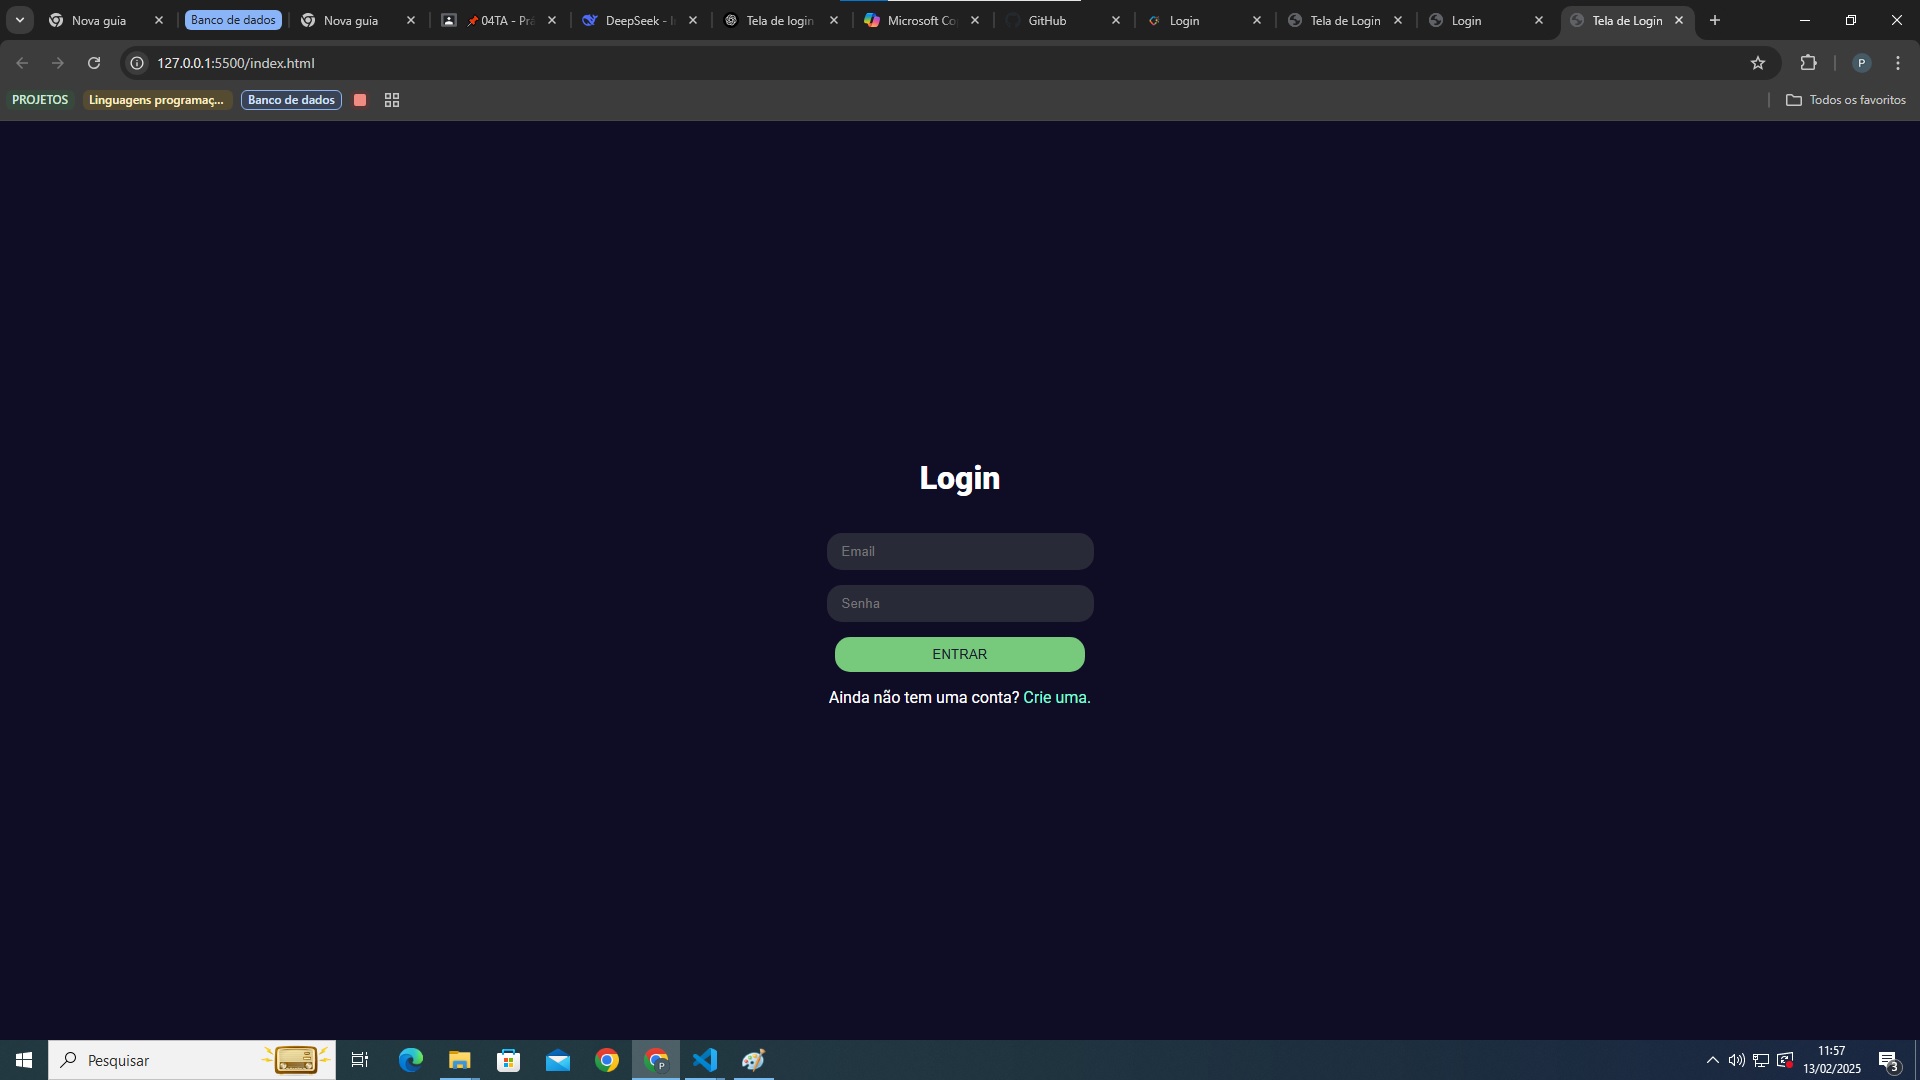 Nova guia
Banco de dados
Nova guia
04TA - Prá
DeepSeek - I
Tela de login
Microsoft Co
GitHub
Login
Tela de Login
Login
Tela de Login
127.0.0.1:5500/index.html
P
PROJETOS
Linguagens programaç...
Banco de dados
Todos os favoritos
Login
Email
Senha
ENTRAR
Ainda não tem uma conta? Crie uma.
Pesquisar
P
11:57
13/02/2025
3